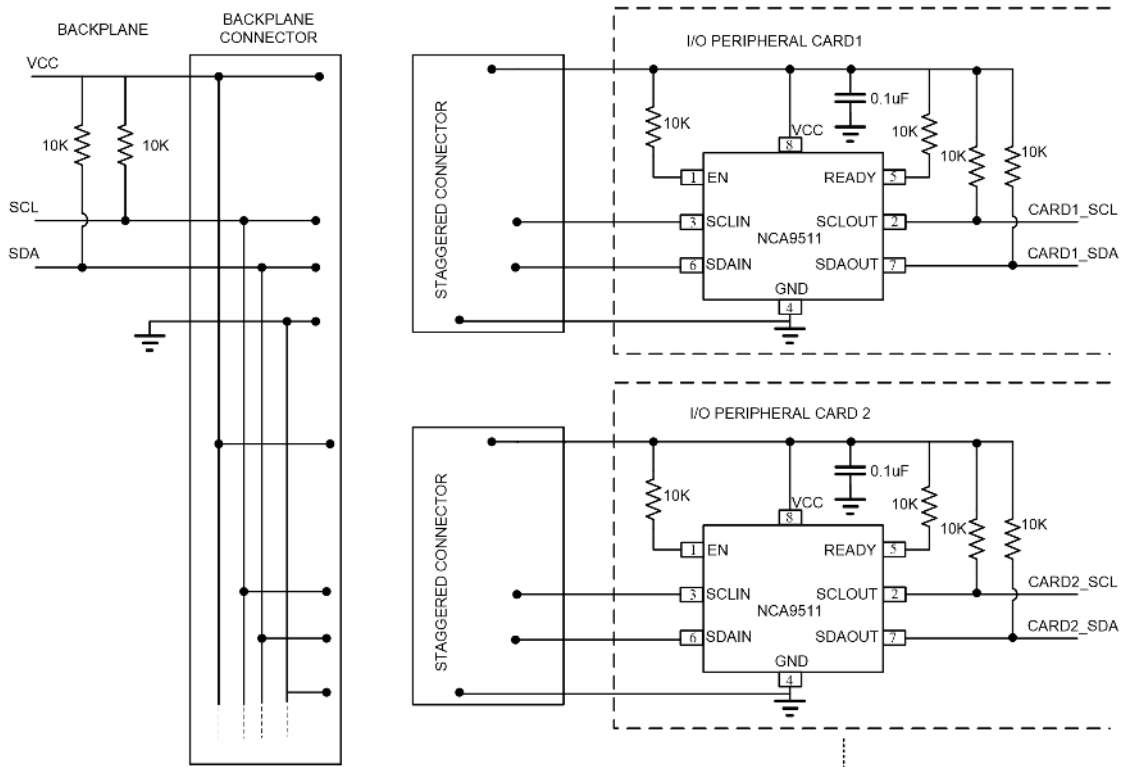 BACKPLANE
BACKPLANE
CONNECTOR
VCC
10K
10K
SCL
SDA
STAGGERED CONNECTOR
I/O PERIPHERAL CARD1
10K
0.1uF
10K
10K
10K
VCC
8
1 EN
READY 5
3 SCLIN
SCLOUT 2
NCA9511
6 SDAIN
SDAOUT 7
GND
4
CARD1_SCL
CARD1_SDA
STAGGERED CONNECTOR
I/O PERIPHERAL CARD 2
10K
0.1uF
10K
10K
10K
VCC
8
1 EN
READY 5
3 SCLIN
SCLOUT 2
NCA9511
6 SDAIN
SDAOUT 7
GND
4
CARD2_SCL
CARD2_SDA